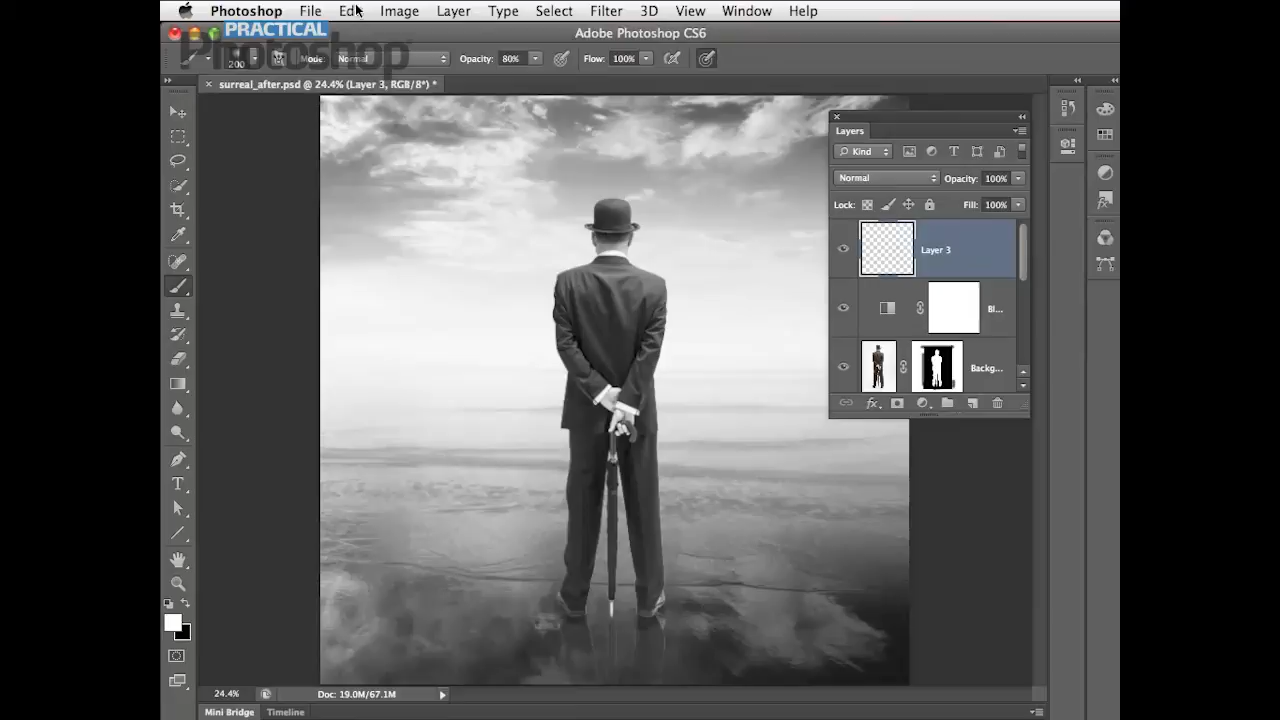 Photoshop File Edi Image Layer Type Select Filter 3D View Window Help
PRACTICAL
Photoshop
Adobe Photoshop CS6
200 Mode: Normal Opacity: 80% Flow: 100%
surreal_after.psd @ 24.4% (Layer 3, RGB/8*) *
Layers
Kind
Normal Opacity: 100%
Lock: Fill: 100%
Layer 3
Bl...
Backg...
24.4% Doc: 19.0M/67.1M
Mini Bridge Timeline